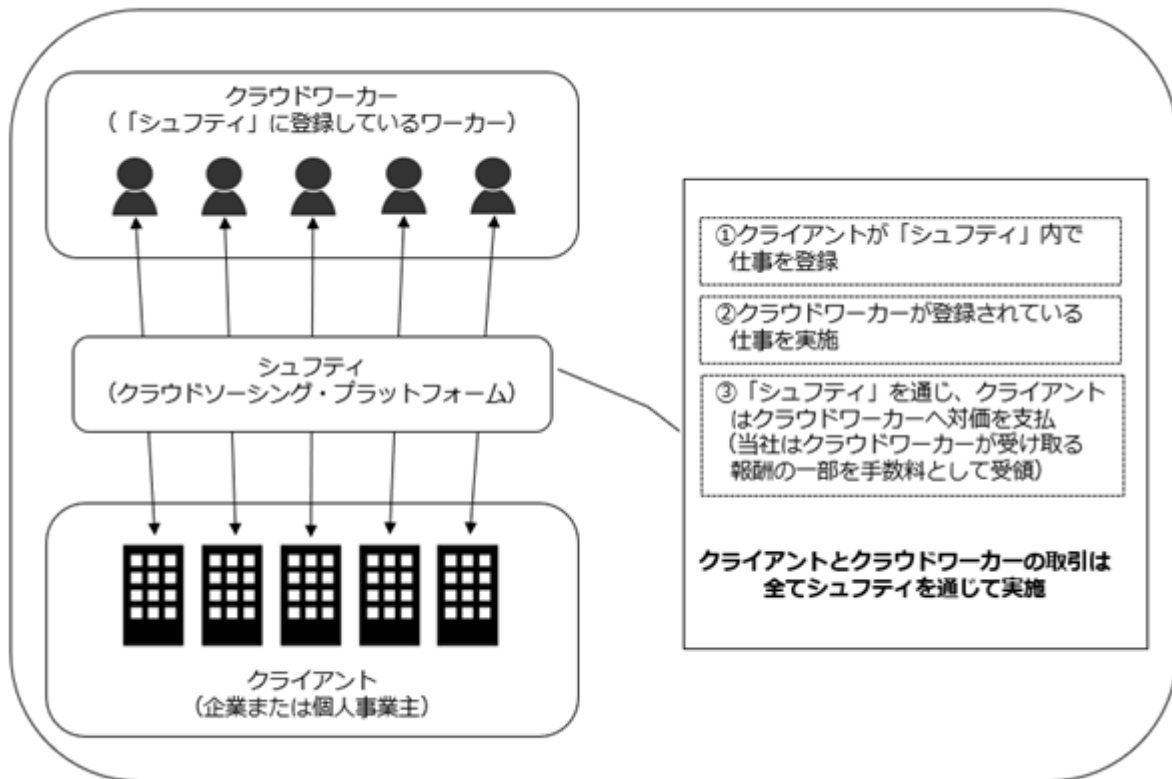 クラウドワーカー
（「シュフティ」に登録しているワーカー）
シュフティ
（クラウドソーシング・プラットフォーム）
クライアント
（企業または個人事業主）
①クライアントが「シュフティ」内で
仕事を登録
②クラウドワーカーが登録されている
仕事を実施
③「シュフティ」を通じ、クライアント
はクラウドワーカーへ対価を支払
（当社はクラウドワーカーが受け取る
報酬の一部を手数料として受領）
クライアントとクラウドワーカーの取引は
全てシュフティを通じて実施